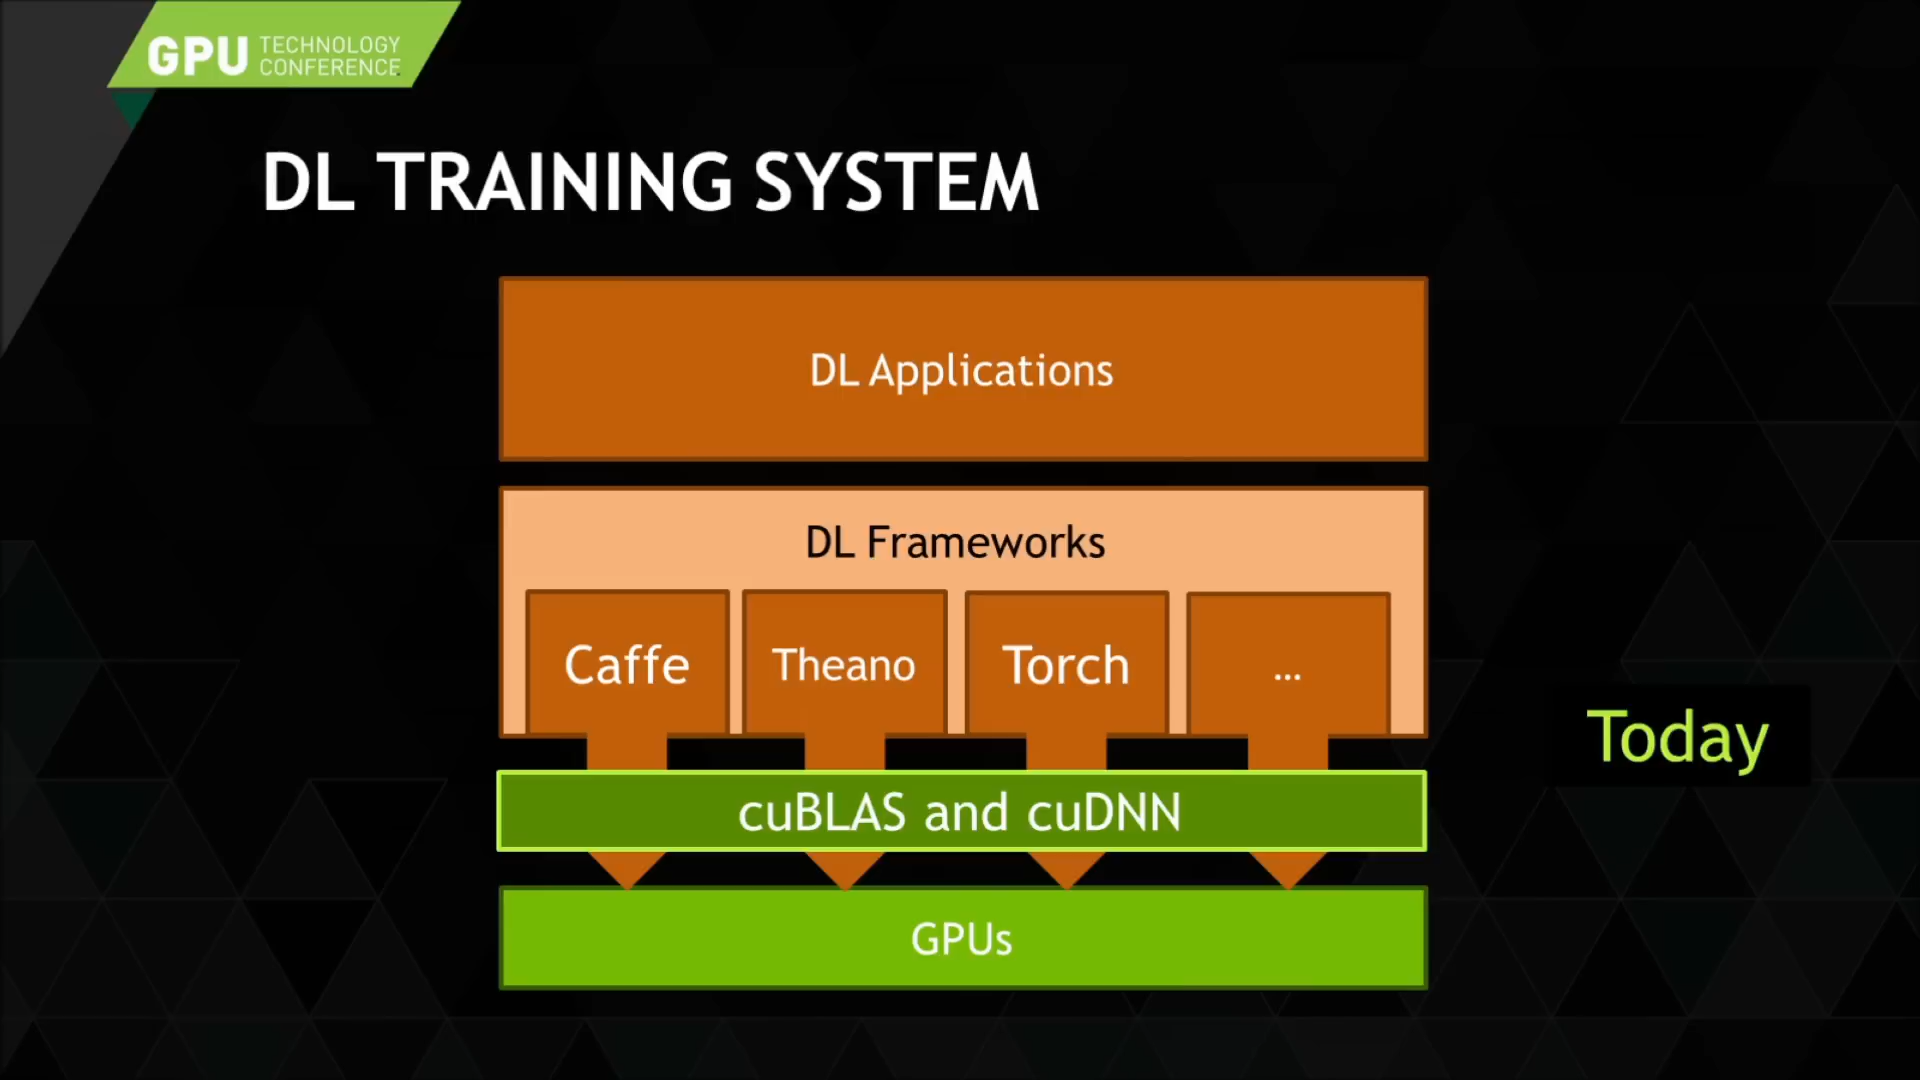 GPU TECHNOLOGY
CONFERENCE
DL TRAINING SYSTEM
DL Applications
DL Frameworks
Caffe
Theano
Torch
...
Today
cuBLAS and cuDNN
GPUs